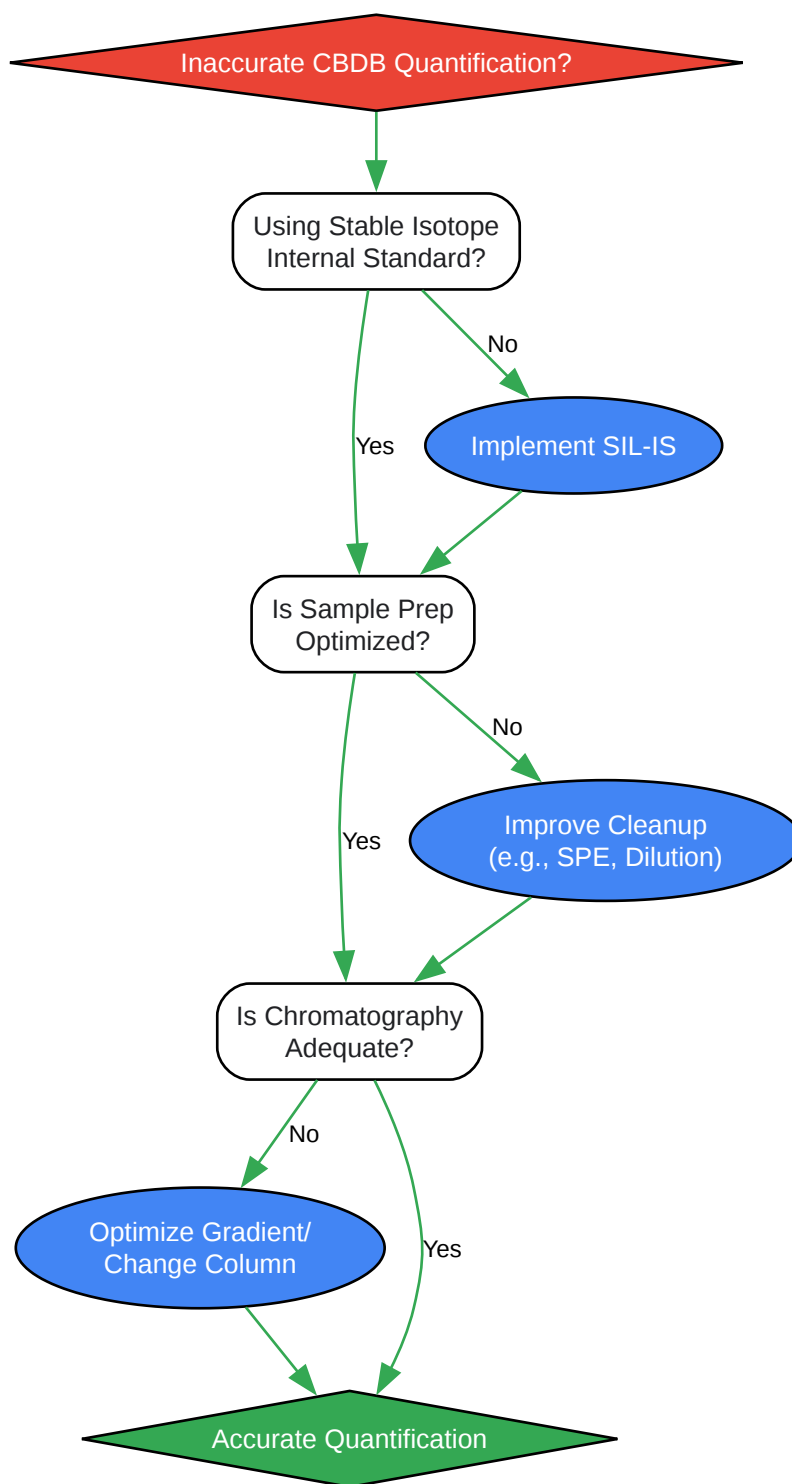 Inaccurate CBDB Quantification?
Using Stable Isotope
Internal Standard?
No
Yes
Implement SIL-IS
Is Sample Prep
Optimized?
No
Yes
Improve Cleanup
(e.g., SPE, Dilution)
Is Chromatography
Adequate?
No
Yes
Optimize Gradient/
Change Column
Accurate Quantification